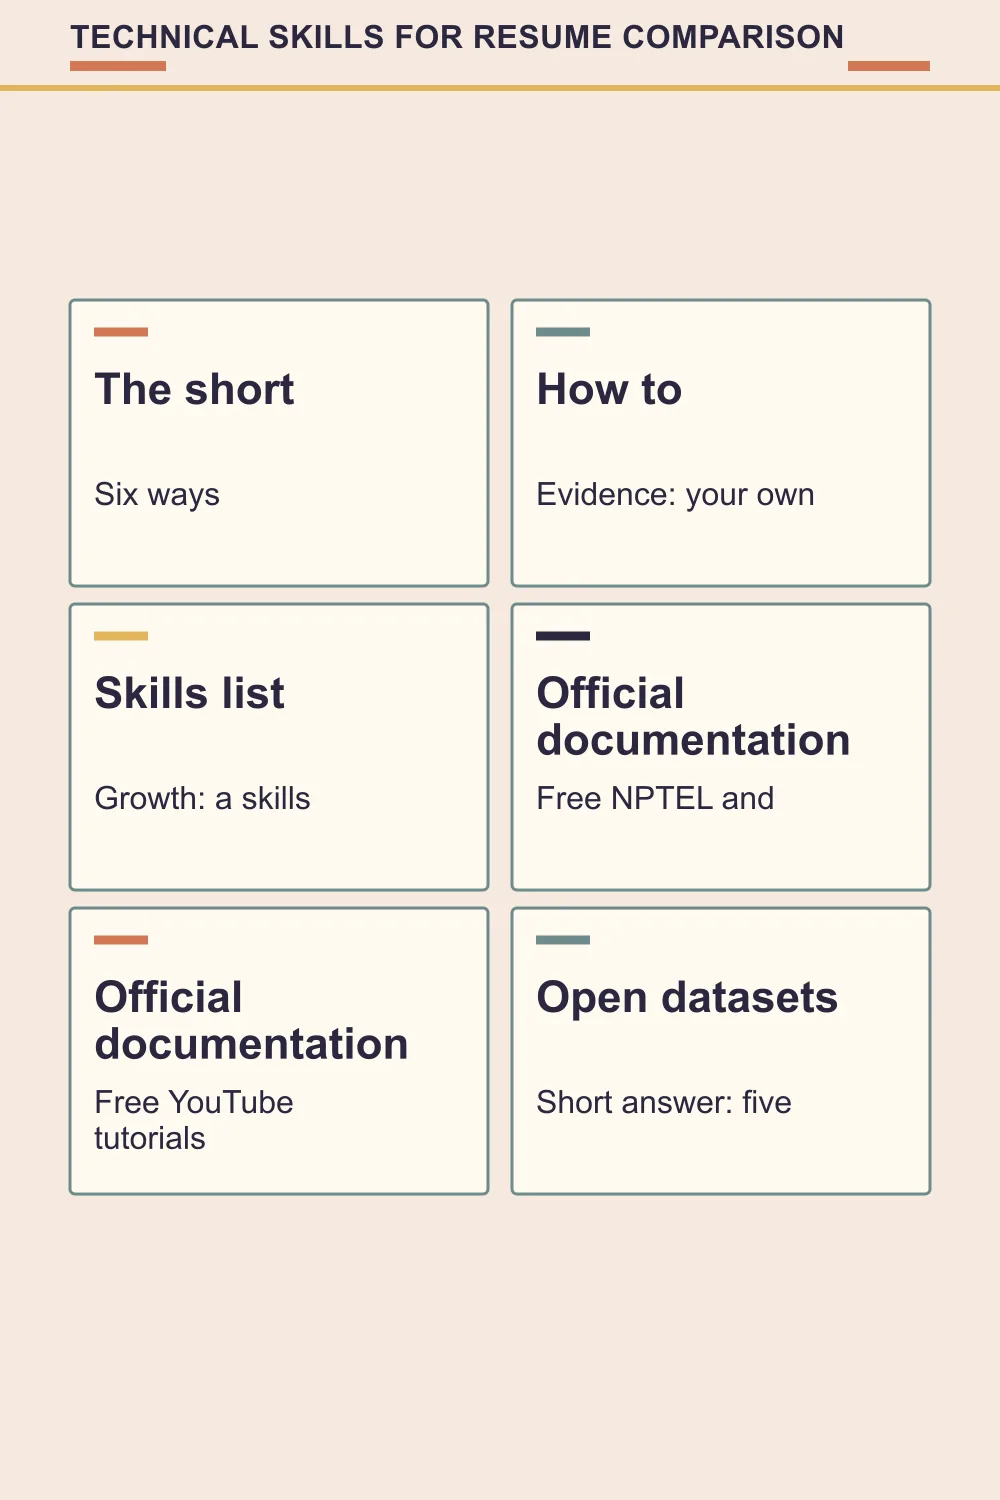 TECHNICAL SKILLS FOR RESUME COMPARISON
The short
Six ways
How to
Evidence: your own
Skills list
Growth: a skills
Official
documentation
Free NPTEL and
Official
documentation
Free YouTube
tutorials
Open datasets
Short answer: five